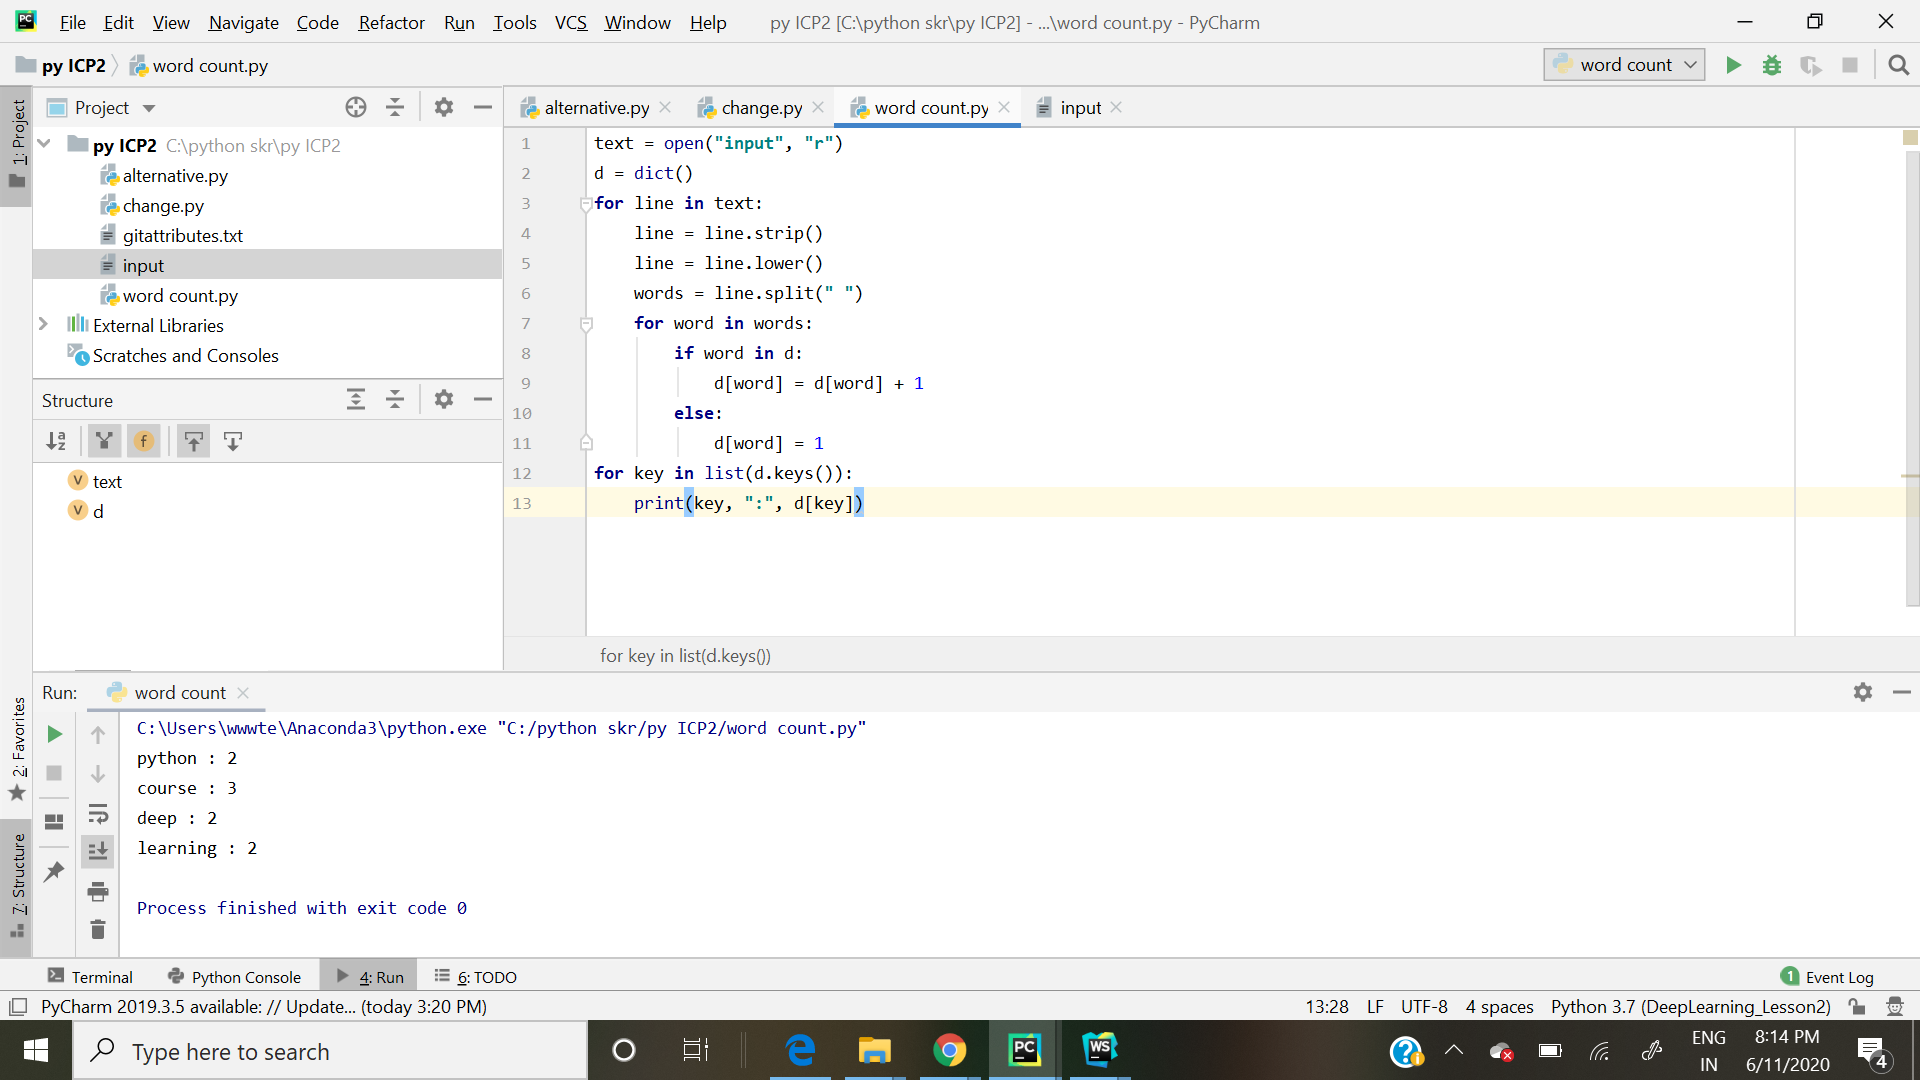 File Edit View Navigate Code Refactor Run Tools VCS Window Help py ICP2 [C:\python skr\py ICP2] - ...\word count.py - PyCharm
py ICP2 word count.py word count
1: Project
Project
alternative.py change.py word count.py input
py ICP2 C:\python skr\py ICP2
alternative.py
change.py
gitattributes.txt
input
word count.py
External Libraries
Scratches and Consoles
Structure
text
d
1 text = open("input", "r")
2 d = dict()
3 for line in text:
4 line = line.strip()
5 line = line.lower()
6 words = line.split(" ")
7 for word in words:
8 if word in d:
9 d[word] = d[word] + 1
10 else:
11 d[word] = 1
12 for key in list(d.keys()):
13 print(key, ":", d[key])
for key in list(d.keys())
2: Favorites
7: Structure
Run: word count
C:\Users\wwwte\Anaconda3\python.exe "C:/python skr/py ICP2/word count.py"
python : 2
course : 3
deep : 2
learning : 2
Process finished with exit code 0
Terminal Python Console 4: Run 6: TODO 1 Event Log
PyCharm 2019.3.5 available: // Update... (today 3:20 PM) 13:28 LF UTF-8 4 spaces Python 3.7 (DeepLearning_Lesson2)
Type here to search
PC
WS
ENG
IN
8:14 PM
6/11/2020
4